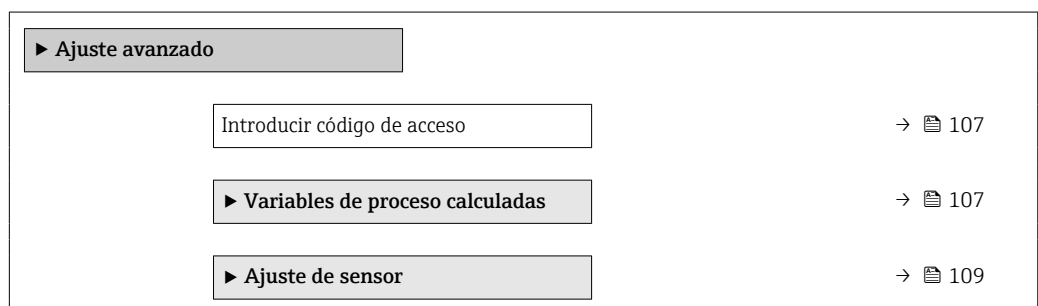 ▶ Ajuste avanzado
Introducir código de acceso → 107
▶ Variables de proceso calculadas → 107
▶ Ajuste de sensor → 109